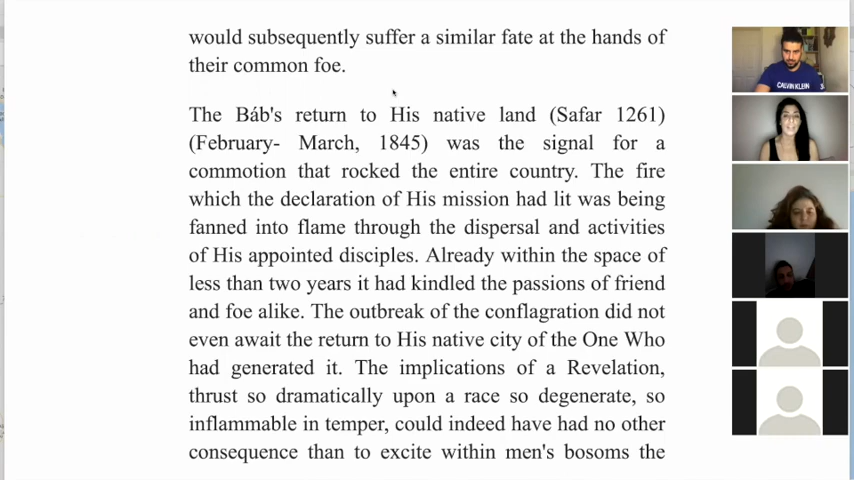 would subsequently suffer a similar fate at the hands of
their common foe.
The Báb's return to His native land (Safar 1261)
(February- March, 1845) was the signal for a
commotion that rocked the entire country. The fire
which the declaration of His mission had lit was being
fanned into flame through the dispersal and activities
of His appointed disciples. Already within the space of
less than two years it had kindled the passions of friend
and foe alike. The outbreak of the conflagration did not
even await the return to His native city of the One Who
had generated it. The implications of a Revelation,
thrust so dramatically upon a race so degenerate, so
inflammable in temper, could indeed have had no other
consequence than to excite within men's bosoms the
CALVIN KLEIN